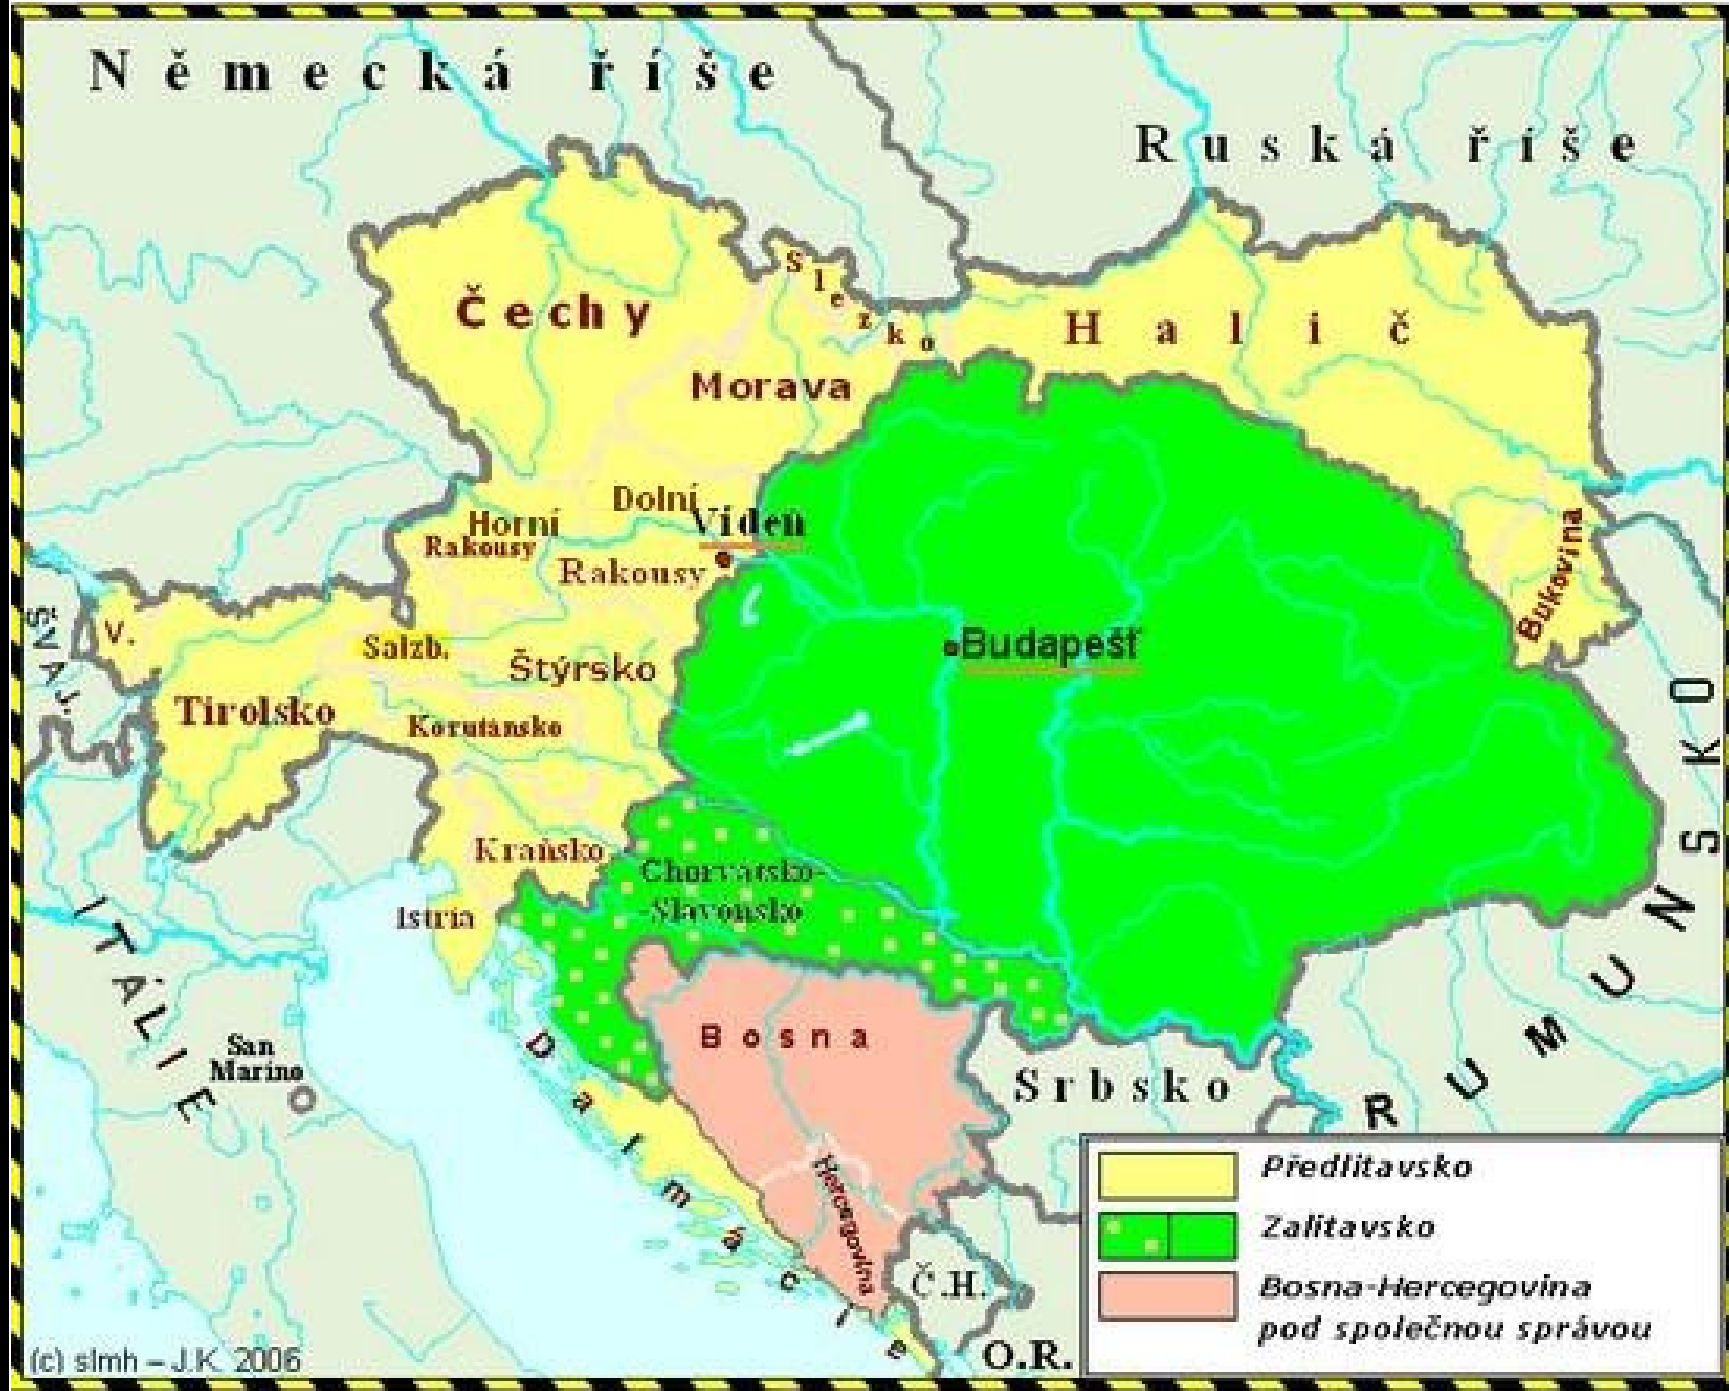 Německá říše
Ruská říše
Čechy
Slezko
Halič
Morava
Dolní
Vídeň
Horní
Rakousy
Rakousy
Bukovina
ŠVAJ.
V.
Salzb.
Štýrsko
Budapešť
Tirolsko
Korutansko
Kraňsko
Chorvatsko-
-Slavonsko
Istria
ITÁLIE
San
Marino
Dalmácie
Bosna
Hercegovina
Srbsko
RUMUNSKO
Č.H.
O.R.
Předlitavsko
Zalitavsko
Bosna-Hercegovina
pod společnou správou
(c) slmh – J.K. 2006